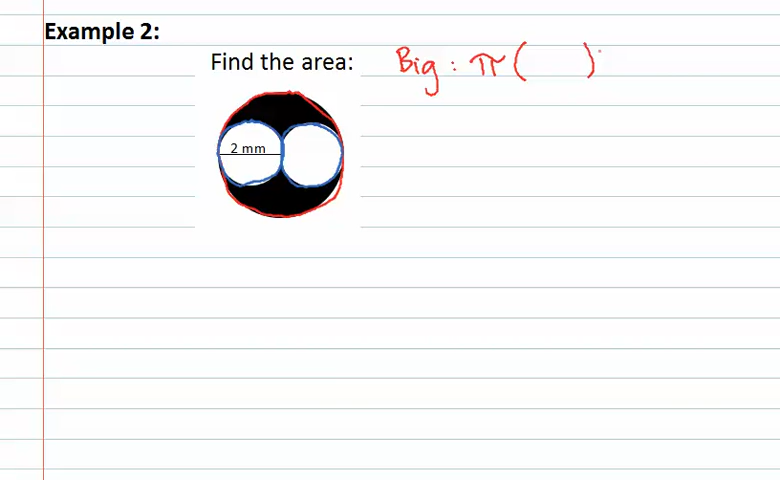 Example 2:
Find the area: Big: π( )
2 mm